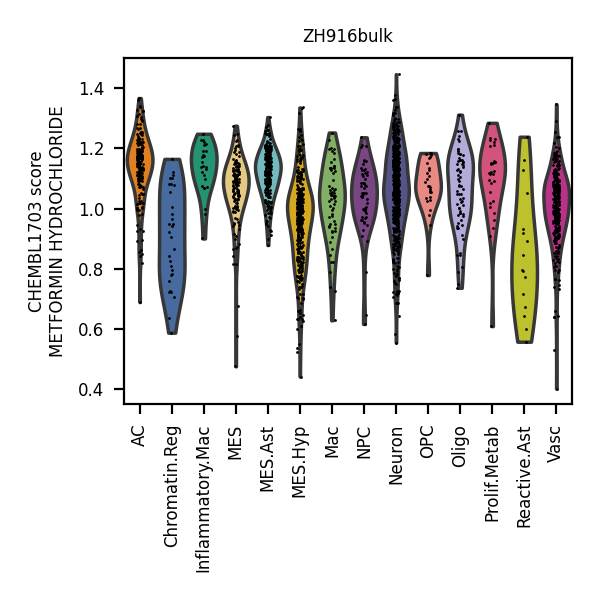 ZH916bulk
CHEMBL1703 score
METFORMIN HYDROCHLORIDE
1.4
1.2
1.0
0.8
0.6
0.4
AC
Chromatin.Reg
Inflammatory.Mac
MES
MES.Ast
MES.Hyp
Mac
NPC
Neuron
OPC
Oligo
Prolif.Metab
Reactive.Ast
Vasc